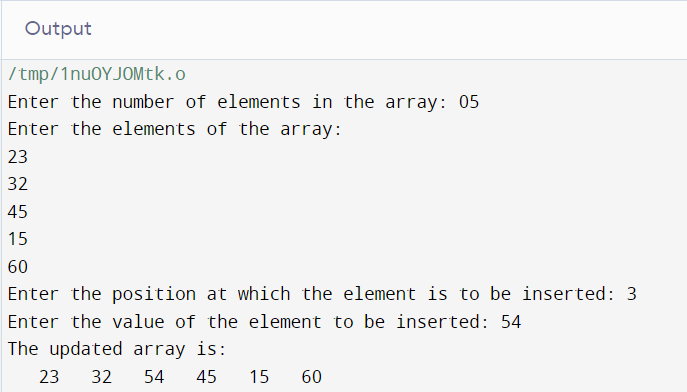 Output
/tmp/1nuOYJOMtk.o
Enter the number of elements in the array: 05
Enter the elements of the array:
23
32
45
15
60
Enter the position at which the element is to be inserted: 3
Enter the value of the element to be inserted: 54
The updated array is:
23 32 54 45 15 60